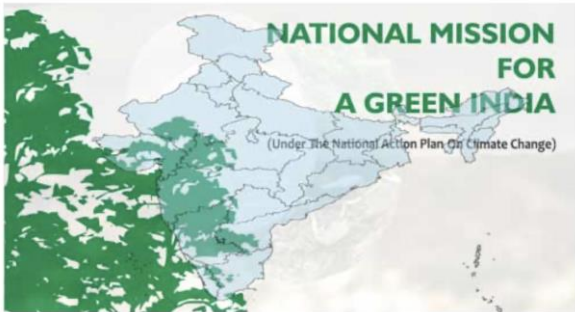 NATIONAL MISSION
FOR
A GREEN INDIA
(Under The National Action Plan On Climate Change)